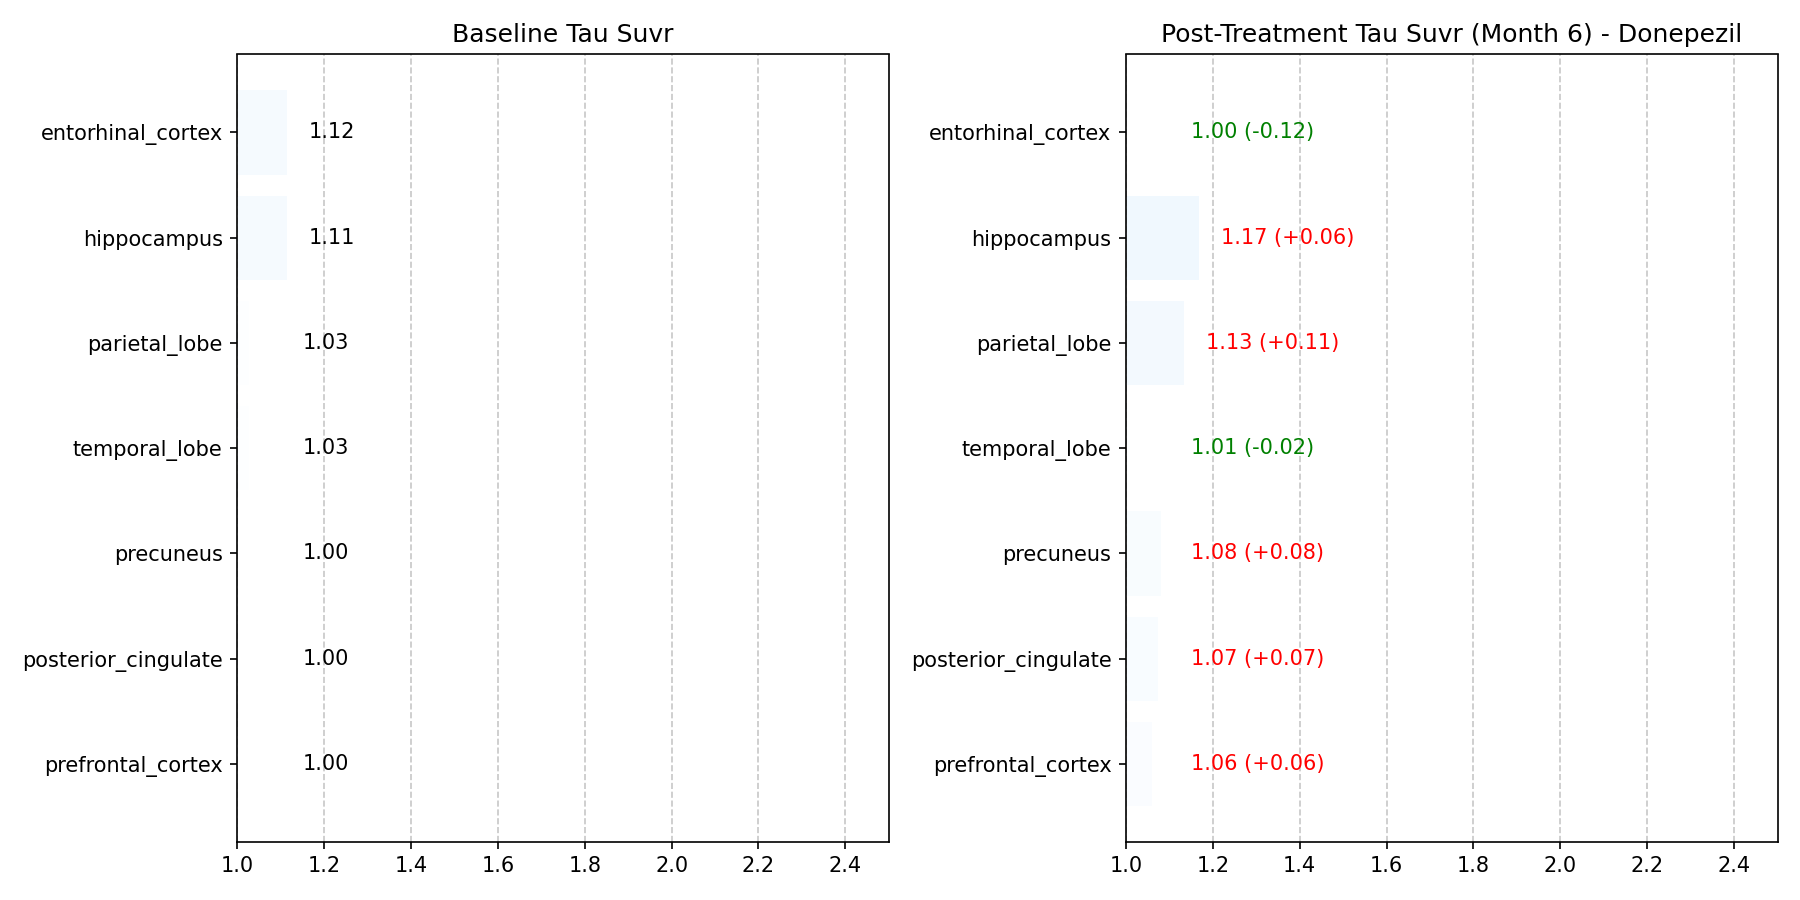 Baseline Tau Suvr
entorhinal_cortex 1.12
hippocampus 1.11
parietal_lobe 1.03
temporal_lobe 1.03
precuneus 1.00
posterior_cingulate 1.00
prefrontal_cortex 1.00
1.0 1.2 1.4 1.6 1.8 2.0 2.2 2.4
Post-Treatment Tau Suvr (Month 6) - Donepezil
entorhinal_cortex 1.00 (-0.12)
hippocampus 1.17 (+0.06)
parietal_lobe 1.13 (+0.11)
temporal_lobe 1.01 (-0.02)
precuneus 1.08 (+0.08)
posterior_cingulate 1.07 (+0.07)
prefrontal_cortex 1.06 (+0.06)
1.0 1.2 1.4 1.6 1.8 2.0 2.2 2.4